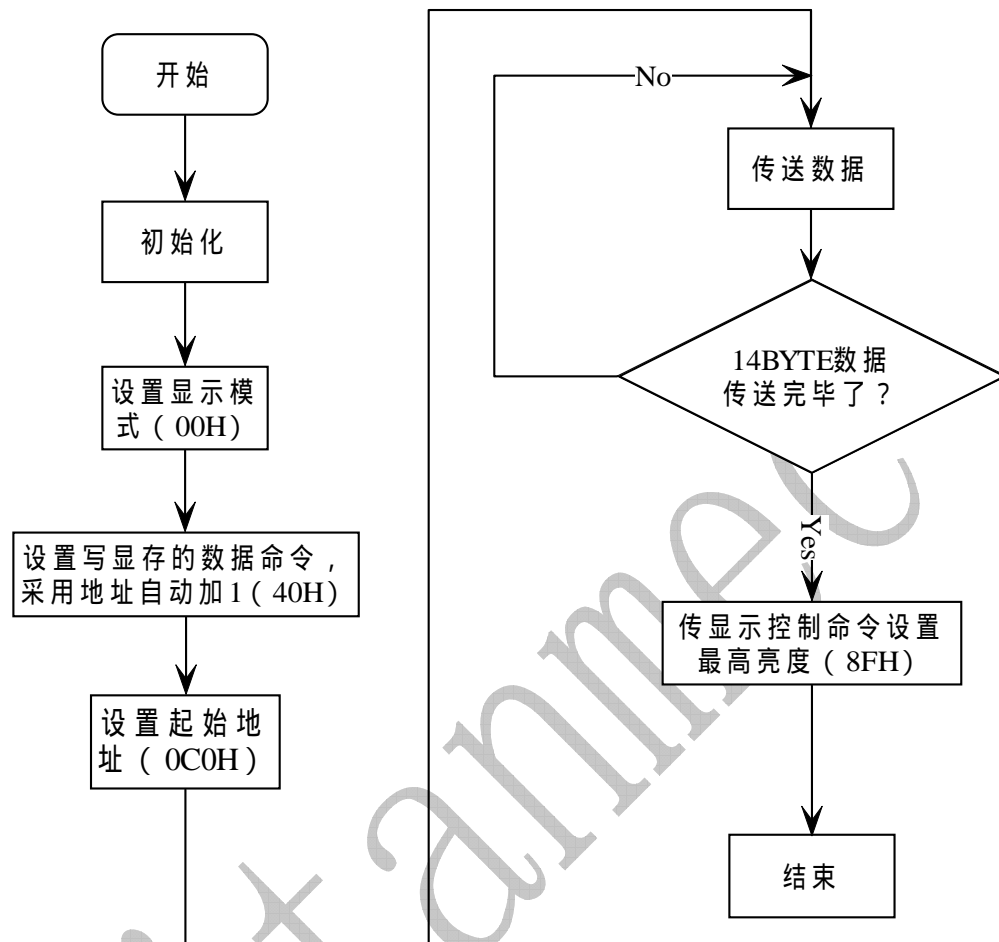 开始
初始化
设置显示模
式（00H）
设置写显存的数据命令，
采用地址自动加1（40H）
设置起始地
址（0C0H）
No
传送数据
14BYTE数据
传送完毕了？
Yes
传显示控制命令设置
最高亮度（8FH）
结束